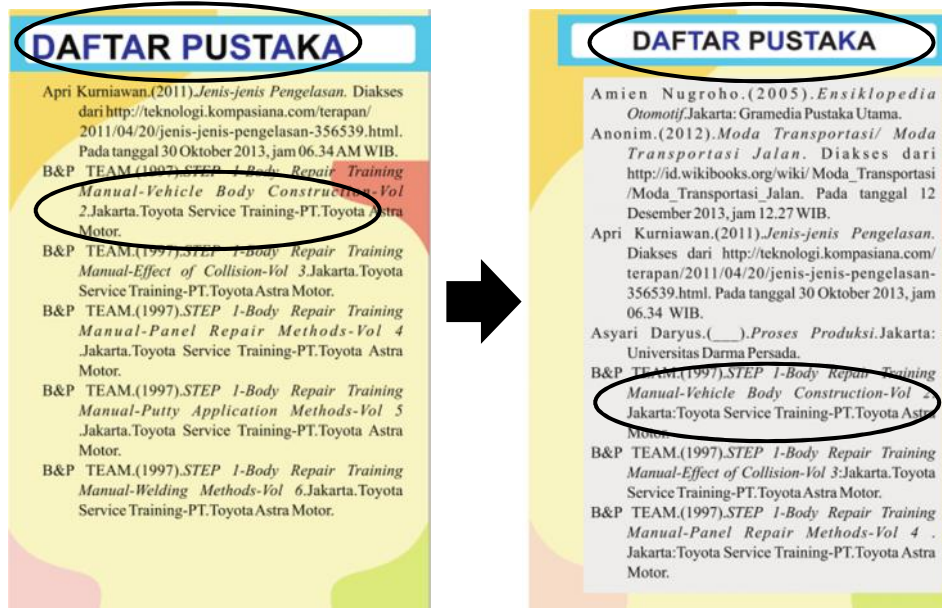 DAFTAR PUSTAKA
Apri Kurniawan.(2011).Jenis-jenis Pengelasan. Diakses
dari http://teknologi.kompasiana.com/terapan/
2011/04/20/jenis-jenis-pengelasan-356539.html.
Pada tanggal 30 Oktober 2013, jam 06.34 AM WIB.
B&P TEAM.(1997).STEP 1-Body Repair Training
Manual-Vehicle Body Construction-Vol
2.Jakarta.Toyota Service Training-PT.Toyota Astra
Motor.
B&P TEAM.(1997).STEP 1-Body Repair Training
Manual-Effect of Collision-Vol 3.Jakarta.Toyota
Service Training-PT.Toyota Astra Motor.
B&P TEAM.(1997).STEP 1-Body Repair Training
Manual-Panel Repair Methods-Vol 4
.Jakarta.Toyota Service Training-PT.Toyota Astra
Motor.
B&P TEAM.(1997).STEP 1-Body Repair Training
Manual-Putty Application Methods-Vol 5
.Jakarta.Toyota Service Training-PT.Toyota Astra
Motor.
B&P TEAM.(1997).STEP 1-Body Repair Training
Manual-Welding Methods-Vol 6.Jakarta.Toyota
Service Training-PT.Toyota Astra Motor.
DAFTAR PUSTAKA
Amien Nugroho.(2005).Ensiklopedia
Otomotif.Jakarta: Gramedia Pustaka Utama.
Anonim.(2012).Moda Transportasi/ Moda
Transportasi Jalan. Diakses dari
http://id.wikibooks.org/wiki/ Moda_Transportasi
/Moda_Transportasi_Jalan. Pada tanggal 12
Desember 2013, jam 12.27 WIB.
Apri Kurniawan.(2011).Jenis-jenis Pengelasan.
Diakses dari http://teknologi.kompasiana.com/
terapan/2011/04/20/jenis-jenis-pengelasan-
356539.html. Pada tanggal 30 Oktober 2013, jam
06.34 WIB.
Asyari Daryus.(___).Proses Produksi.Jakarta:
Universitas Darma Persada.
B&P TEAM.(1997).STEP 1-Body Repair Training
Manual-Vehicle Body Construction-Vol 2.
Jakarta:Toyota Service Training-PT.Toyota Astra
Motor.
B&P TEAM.(1997).STEP 1-Body Repair Training
Manual-Effect of Collision-Vol 3:Jakarta.Toyota
Service Training-PT.Toyota Astra Motor.
B&P TEAM.(1997).STEP 1-Body Repair Training
Manual-Panel Repair Methods-Vol 4 .
Jakarta:Toyota Service Training-PT.Toyota Astra
Motor.